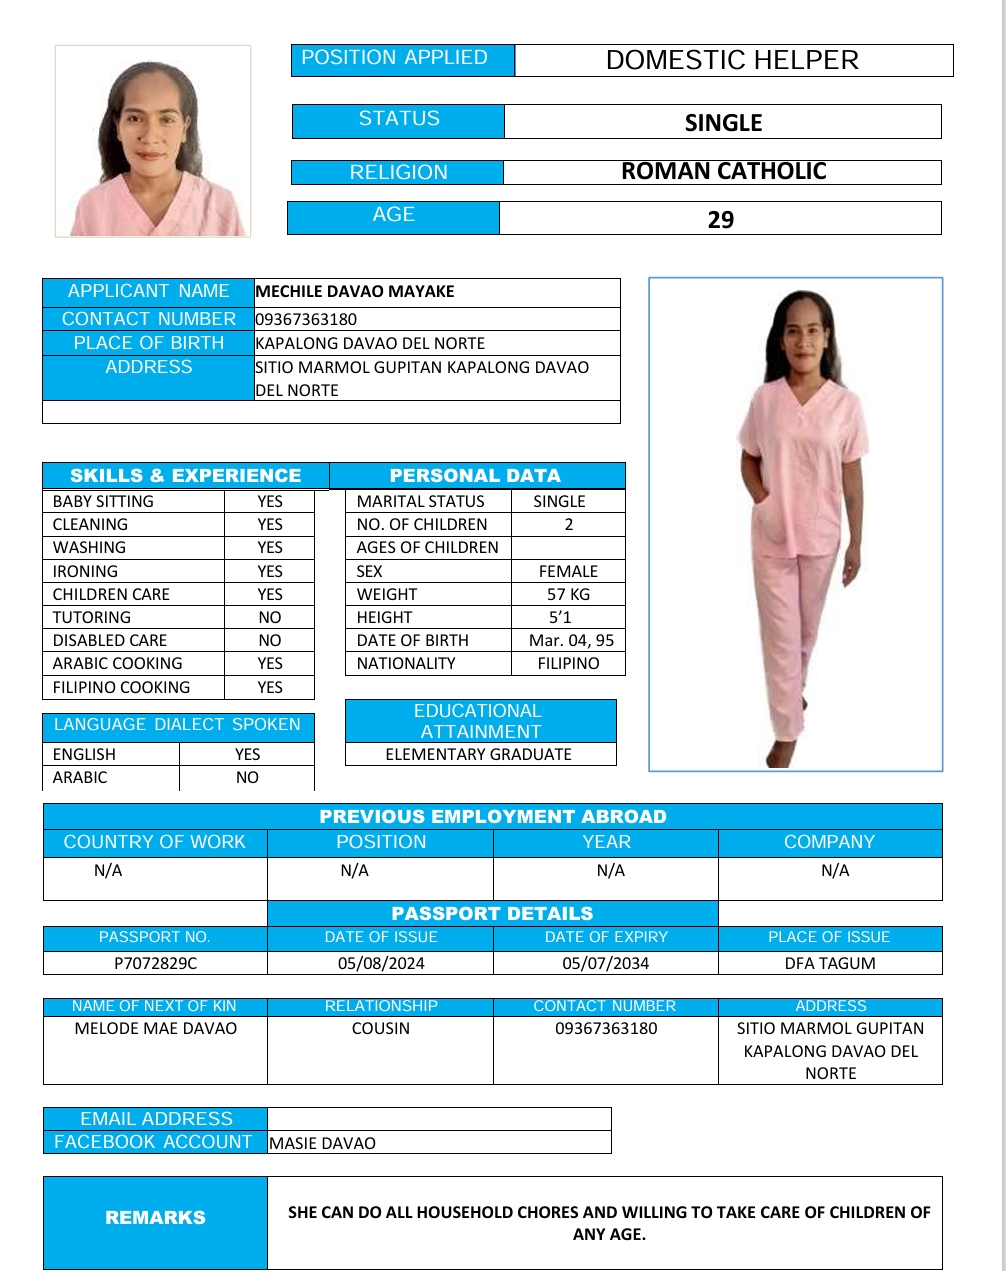 POSITION APPLIED DOMESTIC HELPER
STATUS SINGLE
RELIGION ROMAN CATHOLIC
AGE 29
APPLICANT NAME MECHILE DAVAO MAYAKE
CONTACT NUMBER 09367363180
PLACE OF BIRTH KAPALONG DAVAO DEL NORTE
ADDRESS SITIO MARMOL GUPITAN KAPALONG DAVAO
DEL NORTE
SKILLS & EXPERIENCE PERSONAL DATA
BABY SITTING YES MARITAL STATUS SINGLE
CLEANING YES NO. OF CHILDREN 2
WASHING YES AGES OF CHILDREN
IRONING YES SEX FEMALE
CHILDREN CARE YES WEIGHT 57 KG
TUTORING NO HEIGHT 5’1
DISABLED CARE NO DATE OF BIRTH Mar. 04, 95
ARABIC COOKING YES NATIONALITY FILIPINO
FILIPINO COOKING YES
LANGUAGE DIALECT SPOKEN
ENGLISH YES
ARABIC NO
EDUCATIONAL
ATTAINMENT
ELEMENTARY GRADUATE
PREVIOUS EMPLOYMENT ABROAD
COUNTRY OF WORK POSITION YEAR COMPANY
N/A N/A N/A N/A
PASSPORT DETAILS
PASSPORT NO. DATE OF ISSUE DATE OF EXPIRY PLACE OF ISSUE
P7072829C 05/08/2024 05/07/2034 DFA TAGUM
NAME OF NEXT OF KIN RELATIONSHIP CONTACT NUMBER ADDRESS
MELODE MAE DAVAO COUSIN 09367363180 SITIO MARMOL GUPITAN
KAPALONG DAVAO DEL
NORTE
EMAIL ADDRESS
FACEBOOK ACCOUNT MASIE DAVAO
REMARKS SHE CAN DO ALL HOUSEHOLD CHORES AND WILLING TO TAKE CARE OF CHILDREN OF
ANY AGE.